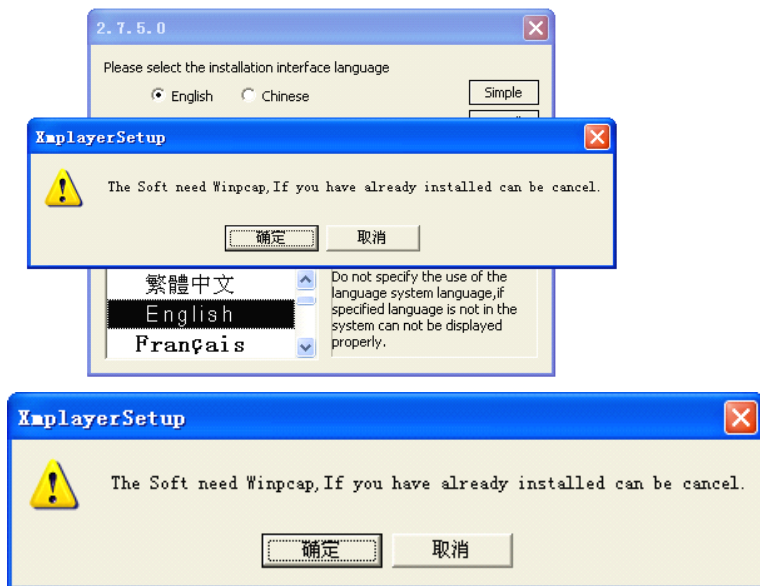 2.7.5.0
Please select the installation interface language
English
Chinese
Simple
XmplayerSetup
The Soft need Winpcap,If you have already installed can be cancel.
确定
取消
繁體中文
English
Français
Do not specify the use of the
language system language,if
specified language is not in the
system can not be displayed
properly.
XmplayerSetup
The Soft need Winpcap,If you have already installed can be cancel.
确定
取消